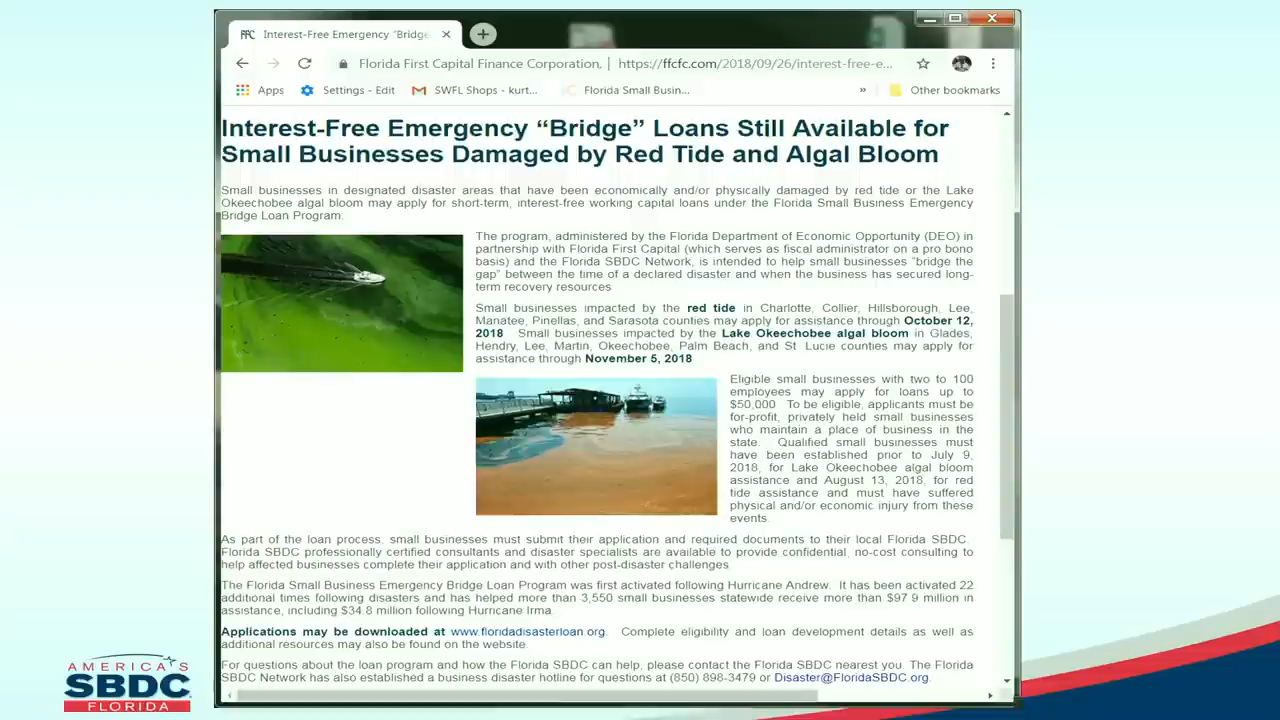 Interest-Free Emergency "Bridge
Florida First Capital Finance Corporation, | https://ffcfc.com/2018/09/26/interest-free-e...
Apps Settings - Edit SWFL Shops - kurt... Florida Small Busin... » Other bookmarks
Interest-Free Emergency “Bridge” Loans Still Available for
Small Businesses Damaged by Red Tide and Algal Bloom
Small businesses in designated disaster areas that have been economically and/or physically damaged by red tide or the Lake
Okeechobee algal bloom may apply for short-term, interest-free working capital loans under the Florida Small Business Emergency
Bridge Loan Program.
The program, administered by the Florida Department of Economic Opportunity (DEO) in
partnership with Florida First Capital (which serves as fiscal administrator on a pro bono
basis) and the Florida SBDC Network, is intended to help small businesses "bridge the
gap" between the time of a declared disaster and when the business has secured long-
term recovery resources
Small businesses impacted by the red tide in Charlotte, Collier, Hillsborough, Lee,
Manatee, Pinellas, and Sarasota counties may apply for assistance through October 12,
2018 Small businesses impacted by the Lake Okeechobee algal bloom in Glades,
Hendry, Lee, Martin, Okeechobee, Palm Beach, and St Lucie counties may apply for
assistance through November 5, 2018
Eligible small businesses with two to 100
employees may apply for loans up to
$50,000 To be eligible, applicants must be
for-profit, privately held small businesses
who maintain a place of business in the
state. Qualified small businesses must
have been established prior to July 9,
2018, for Lake Okeechobee algal bloom
assistance and August 13, 2018, for red
tide assistance and must have suffered
physical and/or economic injury from these
events.
As part of the loan process, small businesses must submit their application and required documents to their local Florida SBDC.
Florida SBDC professionally certified consultants and disaster specialists are available to provide confidential, no-cost consulting to
help affected businesses complete their application and with other post-disaster challenges.
The Florida Small Business Emergency Bridge Loan Program was first activated following Hurricane Andrew. It has been activated 22
additional times following disasters and has helped more than 3,550 small businesses statewide receive more than $97.9 million in
assistance, including $34.8 million following Hurricane Irma.
Applications may be downloaded at www.floridadisasterloan.org. Complete eligibility and loan development details as well as
additional resources may also be found on the website.
For questions about the loan program and how the Florida SBDC can help, please contact the Florida SBDC nearest you. The Florida
SBDC Network has also established a business disaster hotline for questions at (850) 898-3479 or Disaster@FloridaSBDC.org.
AMERICA'S
SBDC
FLORIDA